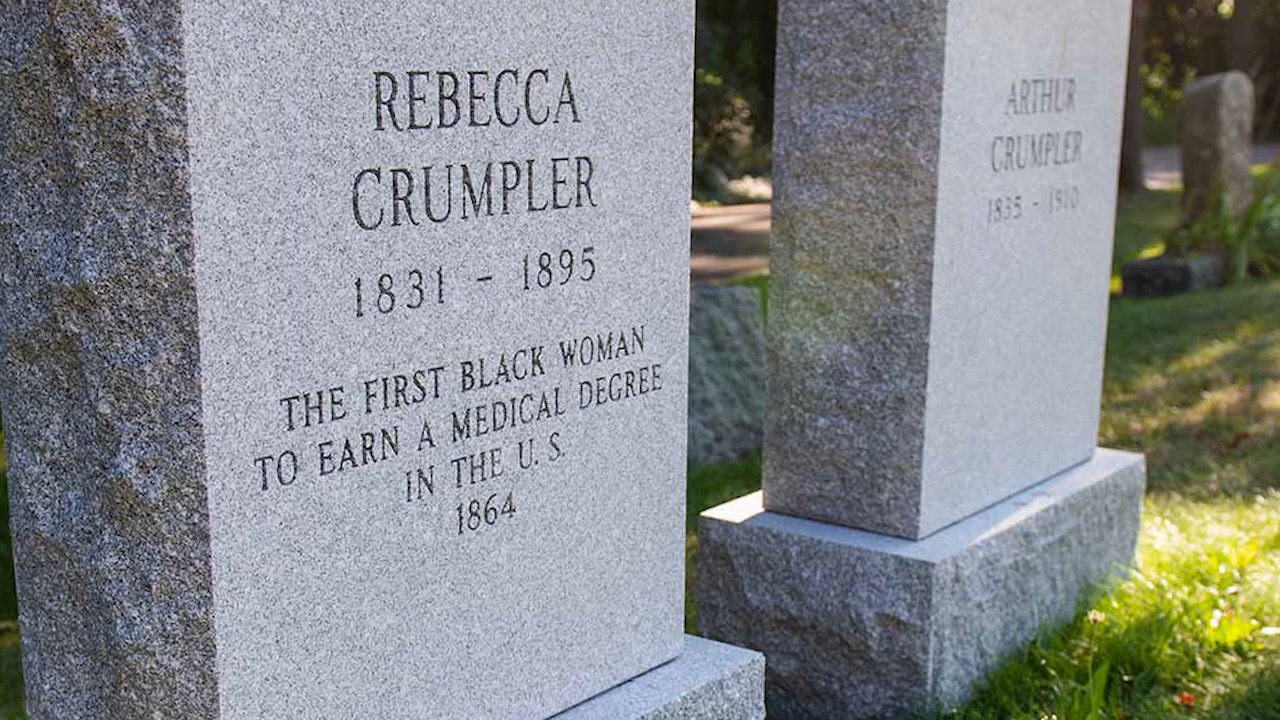 REBECCA
CRUMPLER
1831 - 1895
THE FIRST BLACK WOMAN
TO EARN A MEDICAL DEGREE
IN THE U. S.
1864
ARTHUR
CRUMPLER
1835 - 1910